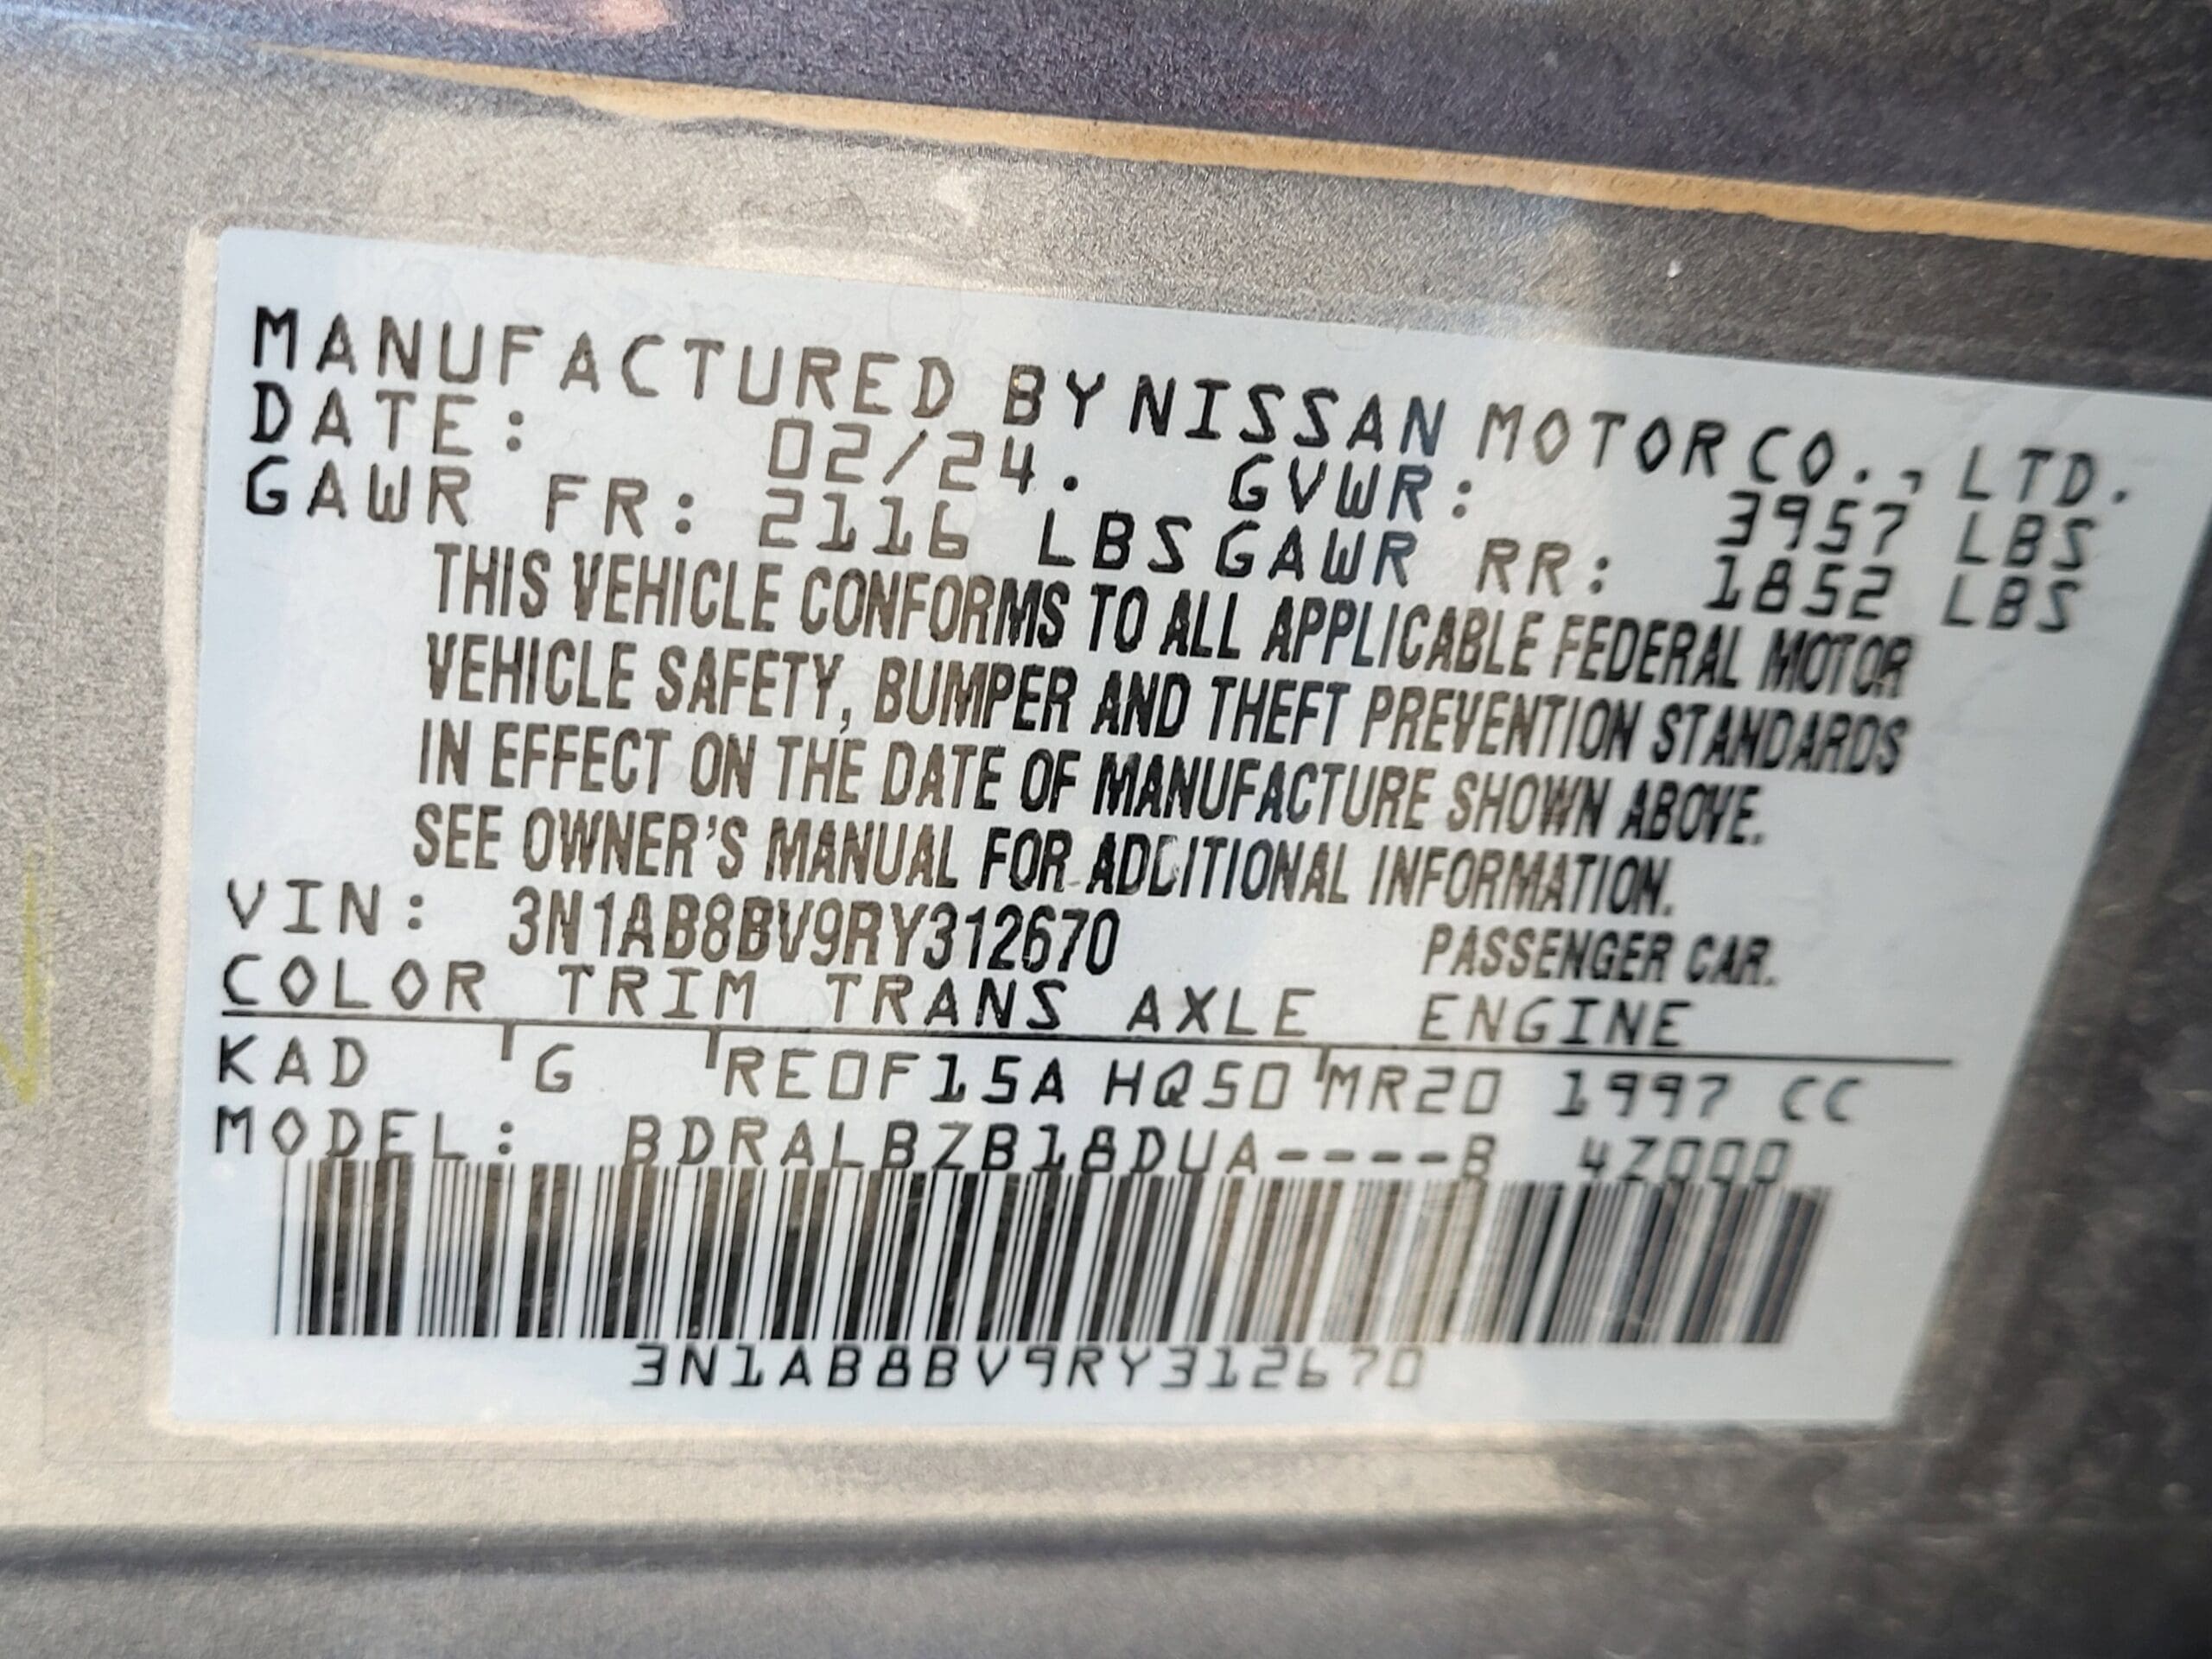 MANUFACTURED BY NISSAN MOTOR CO., LTD.
DATE: 02/24. GVWR: 3957 LBS
GAWR FR: 2116 LBS GAWR RR: 1852 LBS
THIS VEHICLE CONFORMS TO ALL APPLICABLE FEDERAL MOTOR
VEHICLE SAFETY, BUMPER AND THEFT PREVENTION STANDARDS
IN EFFECT ON THE DATE OF MANUFACTURE SHOWN ABOVE.
SEE OWNER'S MANUAL FOR ADDITIONAL INFORMATION.
VIN: 3N1AB8BV9RY312670 PASSENGER CAR.
COLOR TRIM TRANS AXLE ENGINE
KAD G RE0F15A HQ50 MR20 1997 CC
MODEL: BDRALBZB18DUA----B 4Z000
3N1AB8BV9RY312670